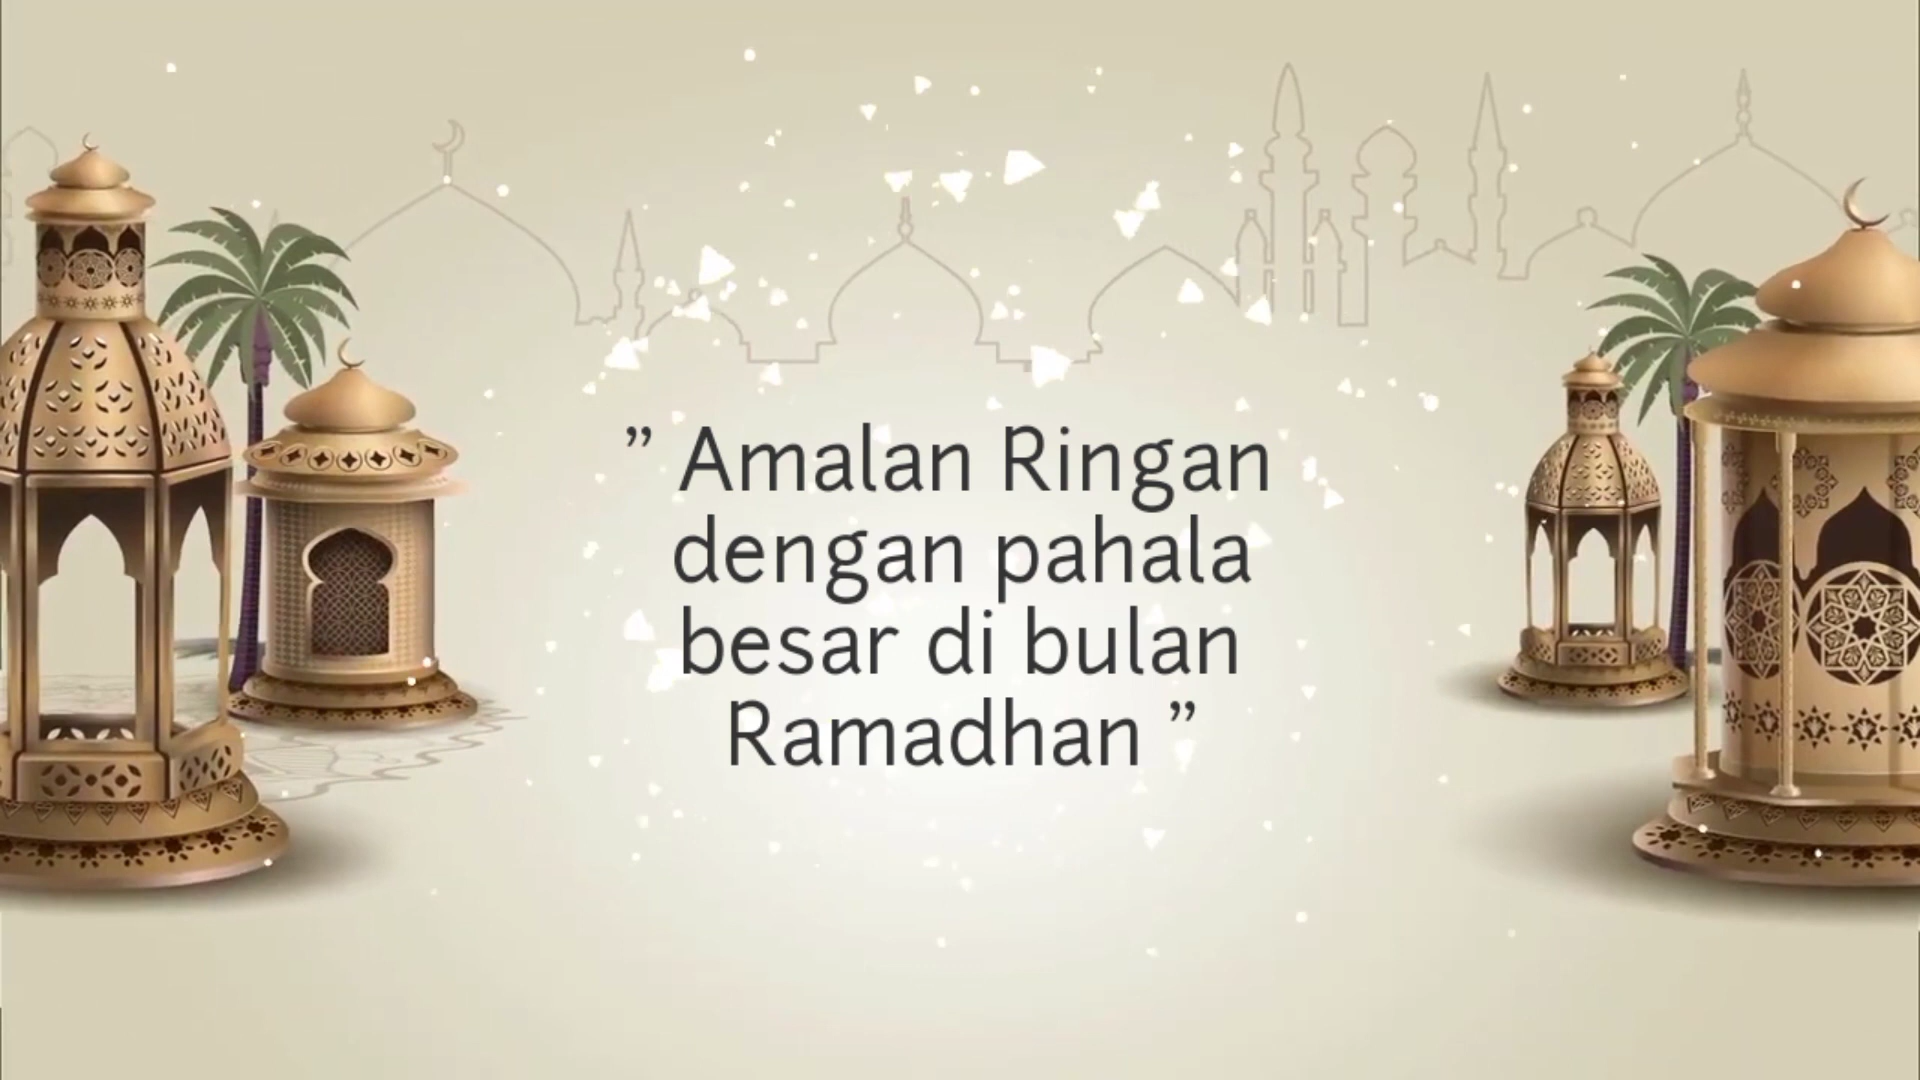 ” Amalan Ringan
dengan pahala
besar di bulan
Ramadhan ”